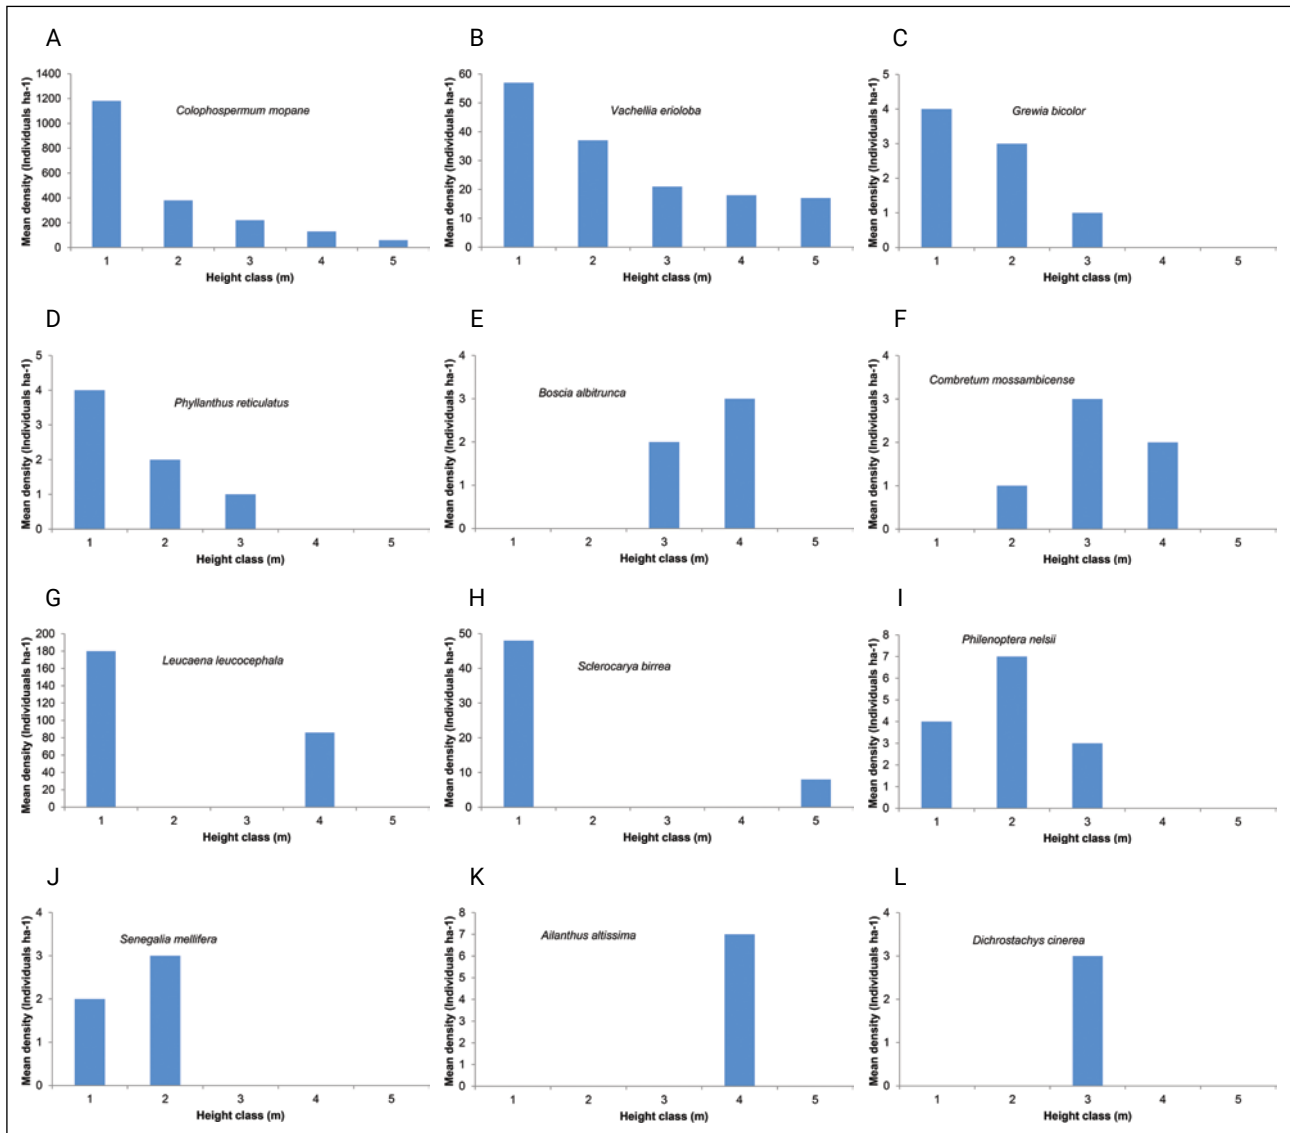 A
B
C
Mean density (Individuals ha-1)
1400
1200
1000
800
600
400
200
0
Colophospermum mopane
1 2 3 4 5
Height class (m)
Mean density (Individuals ha-1)
60
50
40
30
20
10
0
Vachellia erioloba
1 2 3 4 5
Height class (m)
Mean density (Individuals ha-1)
5
4
3
2
1
0
Grewia bicolor
1 2 3 4 5
Height class (m)
D
E
F
Mean density (Individuals ha-1)
5
4
3
2
1
0
Phyllanthus reticulatus
1 2 3 4 5
Height class (m)
Mean density (Individuals ha-1)
4
3
2
1
0
Boscia albitrunca
1 2 3 4 5
Height class (m)
Mean density (Individuals ha-1)
4
3
2
1
0
Combretum mossambicense
1 2 3 4 5
Height class (m)
G
H
I
Mean density (Individuaals ha-1)
200
180
160
140
120
100
80
60
40
20
0
Leucaena leucocephala
1 2 3 4 5
Height class (m)
Mean density (Individuals ha-1)
50
40
30
20
10
0
Sclerocarya birrea
1 2 3 4 5
Height class (m)
Mean density (Individuals ha-1)
8
7
6
5
4
3
2
1
0
Philenoptera nelsii
1 2 3 4 5
Height class (m)
J
K
L
Mean density (Individuals ha-1)
4
3
2
1
0
Senegalia mellifera
1 2 3 4 5
Height class (m)
Mean density (Individuals ha-1)
8
7
6
5
4
3
2
1
0
Ailanthus altissima
1 2 3 4 5
Height class (m)
Mean density (Individuals ha-1)
4
3
2
1
0
Dichrostachys cinerea
1 2 3 4 5
Height class (m)